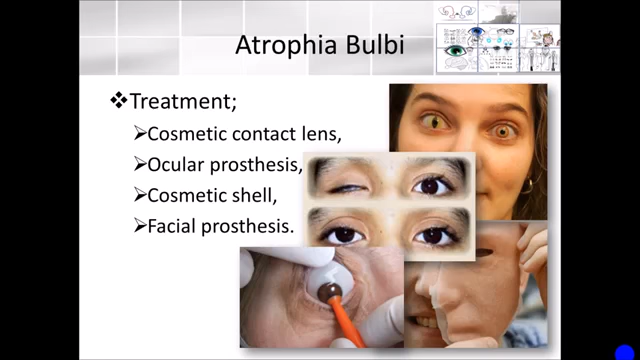 Atrophia Bulbi
❖Treatment;
➢Cosmetic contact lens,
➢Ocular prosthesis,
➢Cosmetic shell,
➢Facial prosthesis.